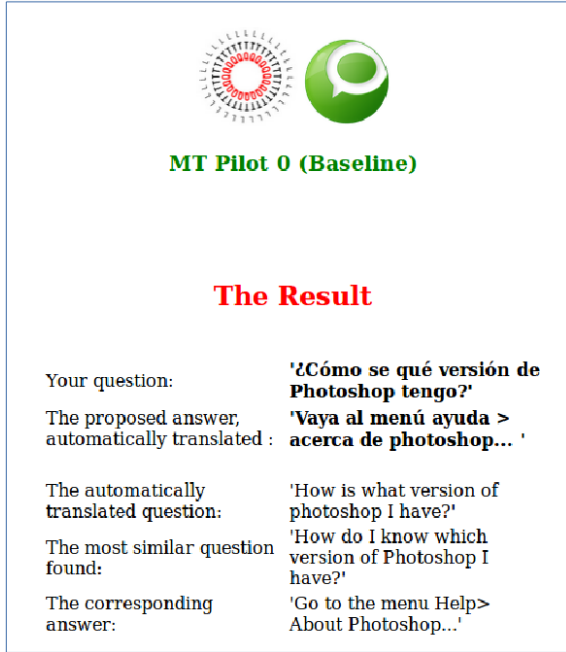 MT Pilot 0 (Baseline)
The Result
Your question:
'¿Cómo se qué versión de
Photoshop tengo?'
The proposed answer,
automatically translated :
'Vaya al menú ayuda >
acerca de photoshop... '
The automatically
translated question:
'How is what version of
photoshop I have?'
The most similar question
found:
'How do I know which
version of Photoshop I
have?'
The corresponding
answer:
'Go to the menu Help>
About Photoshop...'